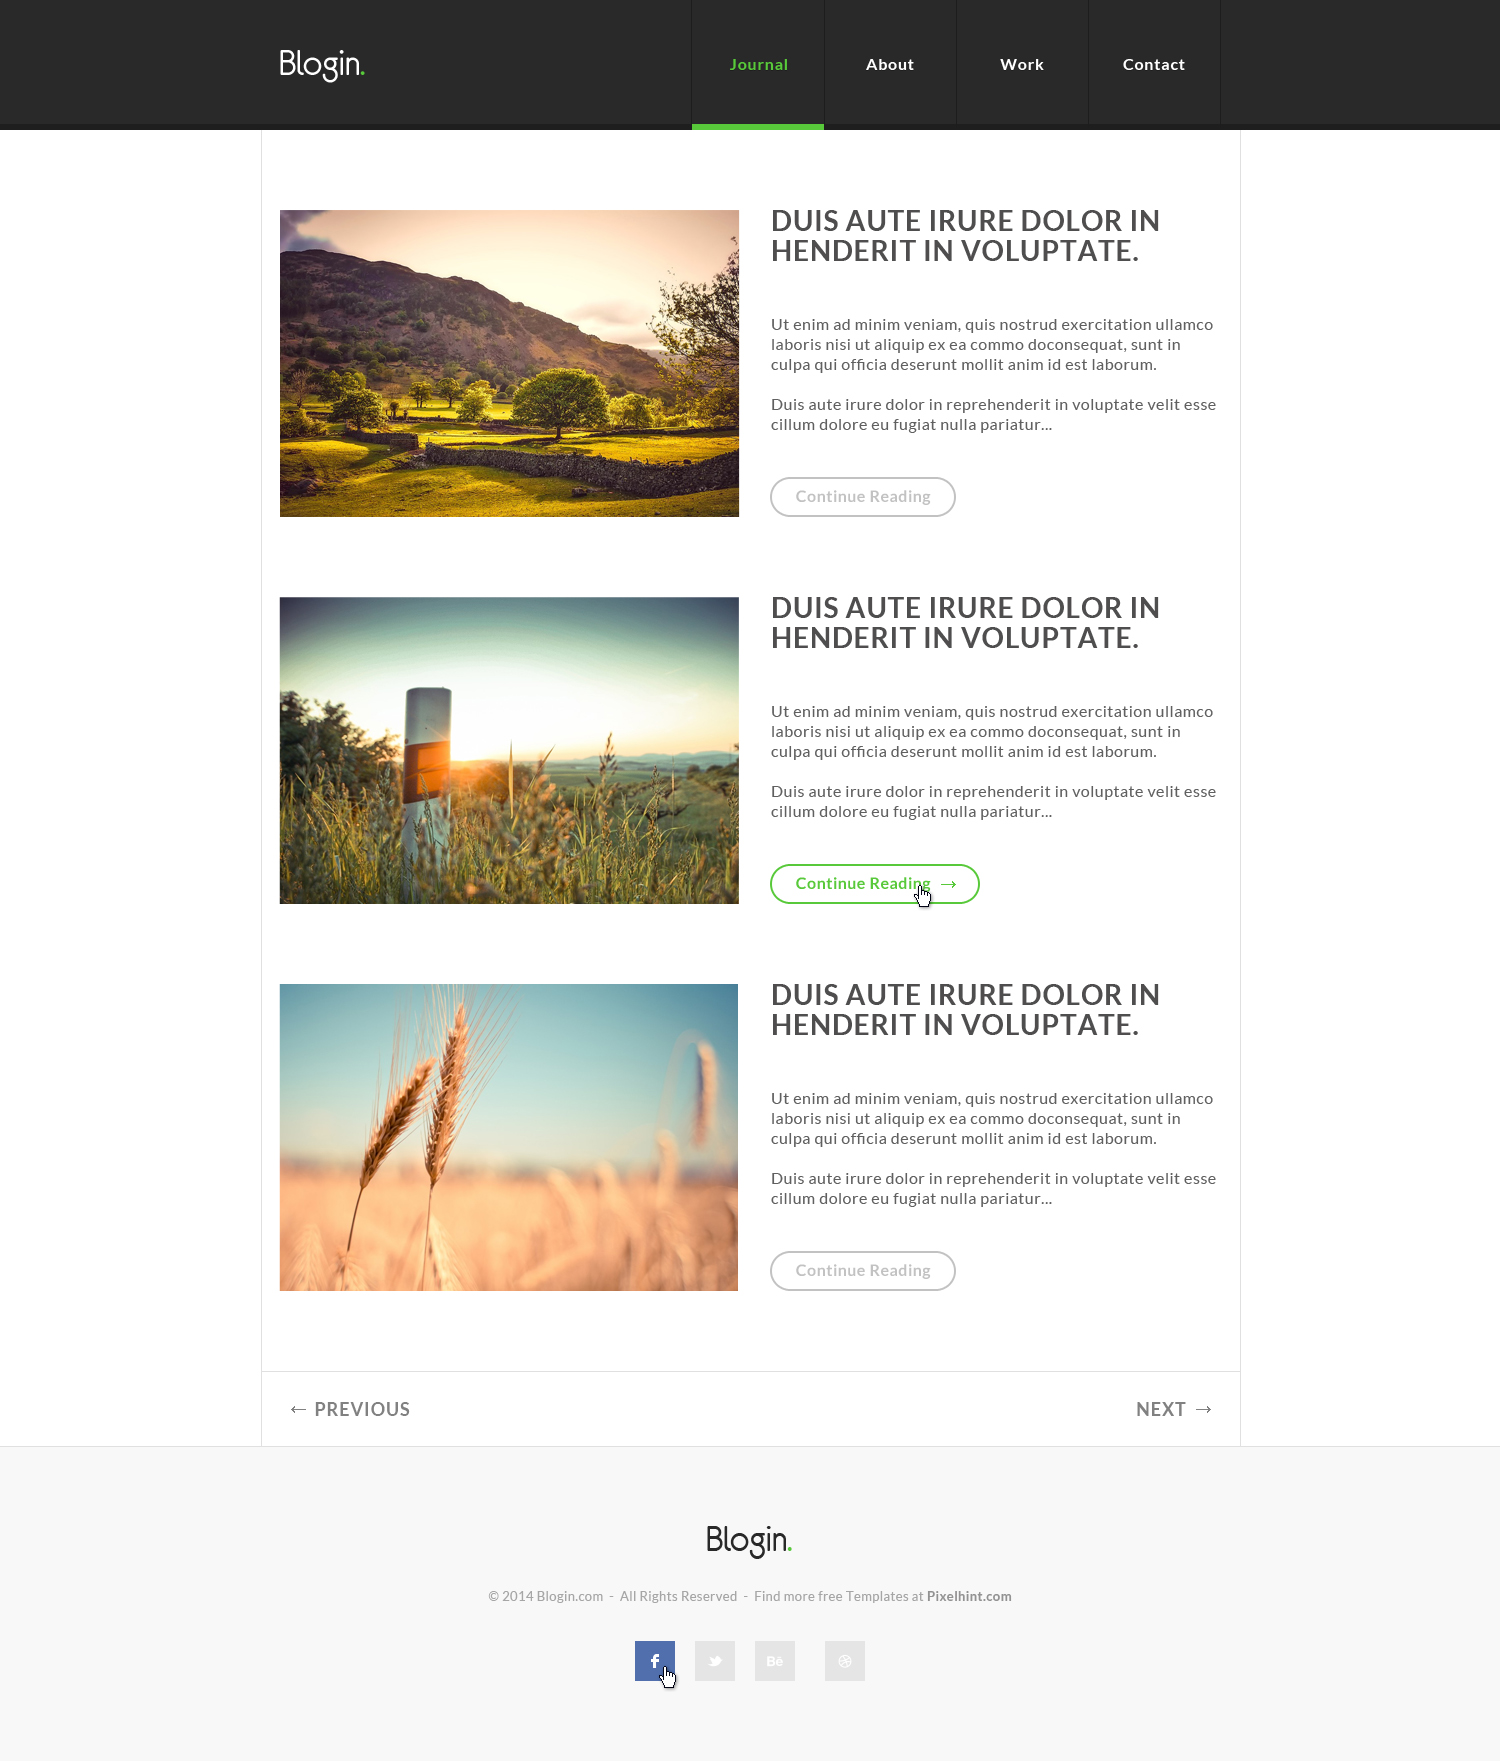 Blogin.
Journal
About
Work
Contact
DUIS AUTE IRURE DOLOR IN
HENDERIT IN VOLUPTATE.
Ut enim ad minim veniam, quis nostrud exercitation ullamco
laboris nisi ut aliquip ex ea commo doconsequat, sunt in
culpa qui officia deserunt mollit anim id est laborum.
Duis aute irure dolor in reprehenderit in voluptate velit esse
cillum dolore eu fugiat nulla pariatur...
Continue Reading
DUIS AUTE IRURE DOLOR IN
HENDERIT IN VOLUPTATE.
Ut enim ad minim veniam, quis nostrud exercitation ullamco
laboris nisi ut aliquip ex ea commo doconsequat, sunt in
culpa qui officia deserunt mollit anim id est laborum.
Duis aute irure dolor in reprehenderit in voluptate velit esse
cillum dolore eu fugiat nulla pariatur...
Continue Reading →
DUIS AUTE IRURE DOLOR IN
HENDERIT IN VOLUPTATE.
Ut enim ad minim veniam, quis nostrud exercitation ullamco
laboris nisi ut aliquip ex ea commo doconsequat, sunt in
culpa qui officia deserunt mollit anim id est laborum.
Duis aute irure dolor in reprehenderit in voluptate velit esse
cillum dolore eu fugiat nulla pariatur...
Continue Reading
← PREVIOUS
NEXT →
Blogin.
© 2014 Blogin.com - All Rights Reserved - Find more free Templates at Pixelhint.com
f
Bē